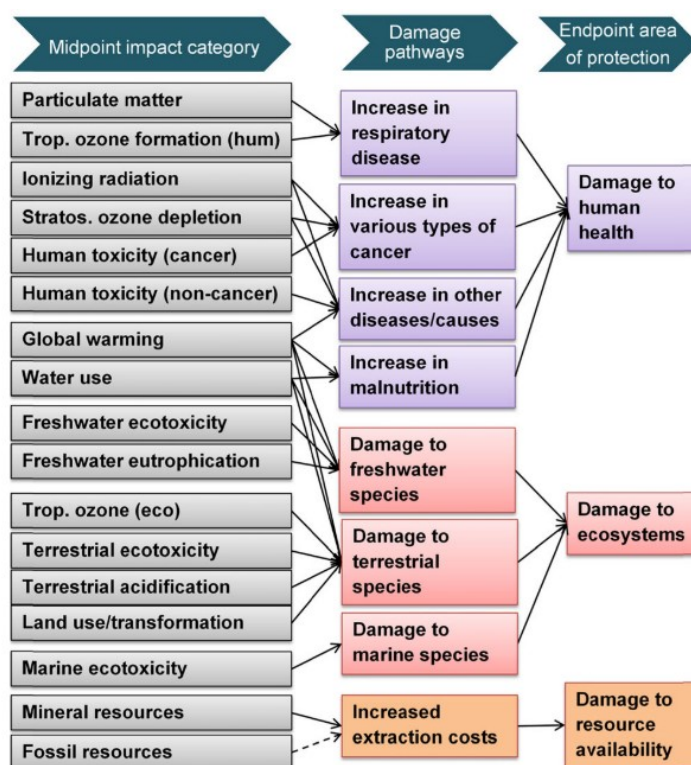 Midpoint impact category
Damage
pathways
Endpoint area
of protection
Particulate matter
Trop. ozone formation (hum)
Ionizing radiation
Stratos. ozone depletion
Human toxicity (cancer)
Human toxicity (non-cancer)
Global warming
Water use
Freshwater ecotoxicity
Freshwater eutrophication
Trop. ozone (eco)
Terrestrial ecotoxicity
Terrestrial acidification
Land use/transformation
Marine ecotoxicity
Mineral resources
Fossil resources
Increase in
respiratory
disease
Increase in
various types of
cancer
Increase in other
diseases/causes
Increase in
malnutrition
Damage to
freshwater
species
Damage to
terrestrial
species
Damage to
marine species
Increased
extraction costs
Damage to
human
health
Damage to
ecosystems
Damage to
resource
availability